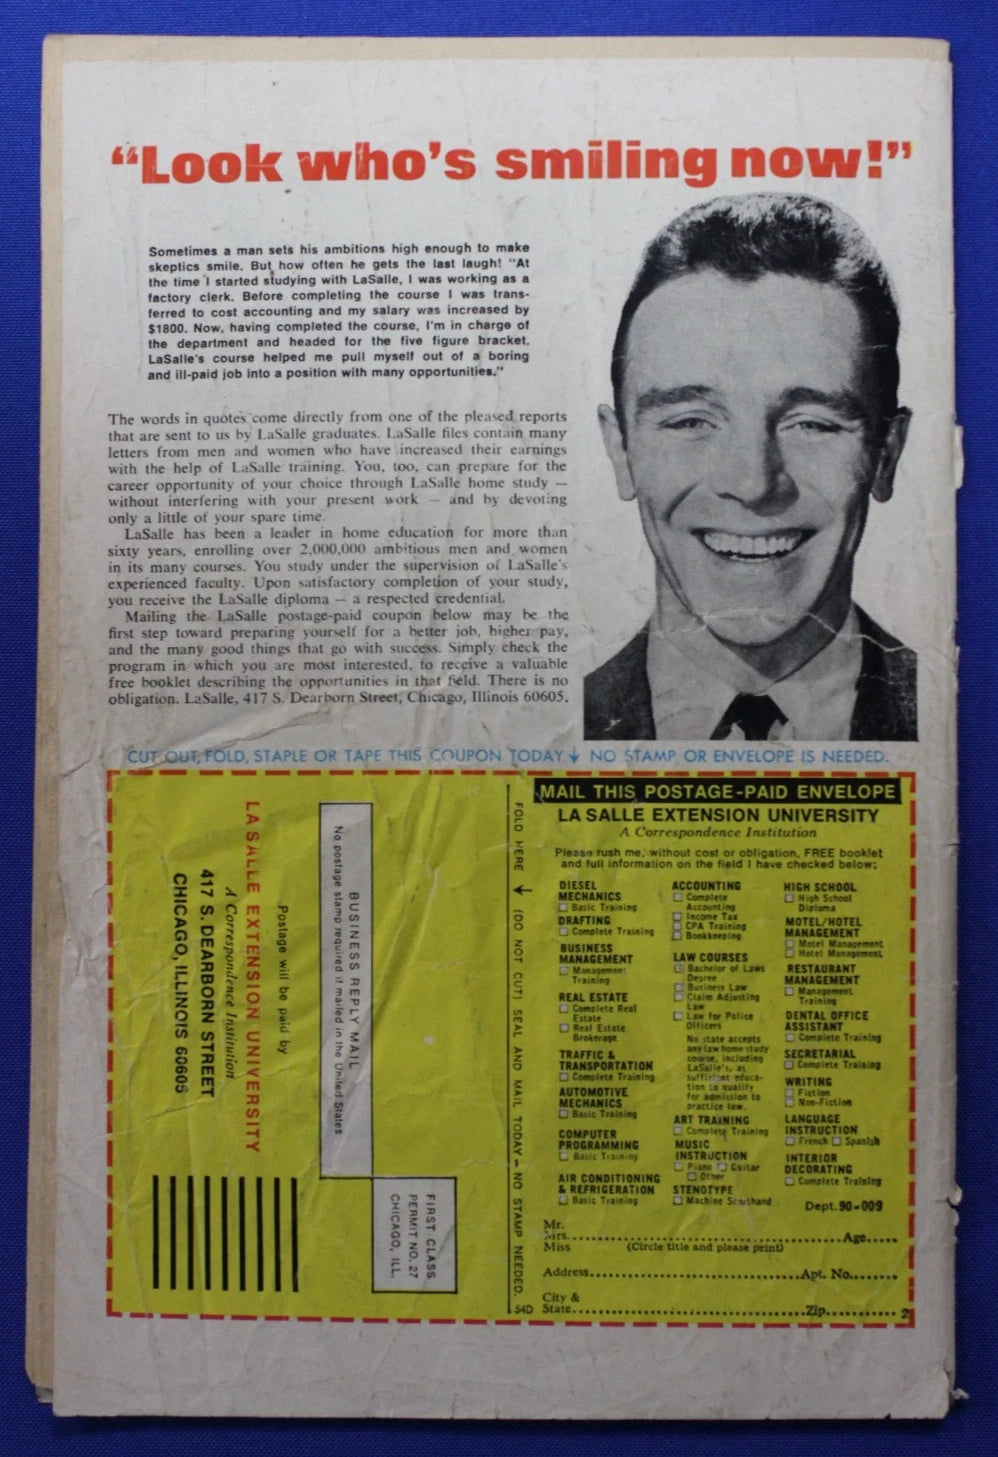 “Look who’s smiling now!”
Sometimes a man sets his ambitions high enough to make
skeptics smile. But how often he gets the last laugh! “At
the time I started studying with LaSalle, I was working as a
factory clerk. Before completing the course I was trans-
ferred to cost accounting and my salary was increased by
$1800. Now, having completed the course, I'm in charge of
the department and headed for the five figure bracket.
LaSalle's course helped me pull myself out of a boring
and ill-paid job into a position with many opportunities.”
The words in quotes come directly from one of the pleased reports
that are sent to us by LaSalle graduates. LaSalle files contain many
letters from men and women who have increased their earnings
with the help of LaSalle training. You, too, can prepare for the
career opportunity of your choice through LaSalle home study —
without interfering with your present work — and by devoting
only a little of your spare time.
LaSalle has been a leader in home education for more than
sixty years, enrolling over 2,000,000 ambitious men and women
in its many courses. You study under the supervision of LaSalle's
experienced faculty. Upon satisfactory completion of your study,
you receive the LaSalle diploma — a respected credential.
Mailing the LaSalle postage-paid coupon below may be the
first step toward preparing yourself for a better job, higher pay,
and the many good things that go with success. Simply check the
program in which you are most interested, to receive a valuable
free booklet describing the opportunities in that field. There is no
obligation. LaSalle, 417 S. Dearborn Street, Chicago, Illinois 60605.
CUT OUT, FOLD, STAPLE OR TAPE THIS COUPON TODAY ↓ NO STAMP OR ENVELOPE IS NEEDED.
FIRST CLASS
PERMIT NO. 27
CHICAGO, ILL.
BUSINESS REPLY MAIL
No postage stamp required if mailed in the United States
Postage will be paid by
LA SALLE EXTENSION UNIVERSITY
A Correspondence Institution
417 S. DEARBORN STREET
CHICAGO, ILLINOIS 60605
FOLD HERE → (DO NOT CUT) SEAL AND MAIL TODAY — NO STAMP NEEDED.
54D
MAIL THIS POSTAGE-PAID ENVELOPE
LA SALLE EXTENSION UNIVERSITY
A Correspondence Institution
Please rush me, without cost or obligation, FREE booklet
and full information on the field I have checked below:
DIESEL
MECHANICS
☐ Basic Training
DRAFTING
☐ Complete Training
BUSINESS
MANAGEMENT
☐ Management
Training
REAL ESTATE
☐ Complete Real
Estate
☐ Real Estate
Brokerage
TRAFFIC &
TRANSPORTATION
☐ Complete Training
AUTOMOTIVE
MECHANICS
☐ Basic Training
COMPUTER
PROGRAMMING
☐ Basic Training
AIR CONDITIONING
& REFRIGERATION
☐ Basic Training
ACCOUNTING
☐ Complete
Accounting
☐ Income Tax
☐ CPA Training
☐ Bookkeeping
LAW COURSES
☐ Bachelor of Laws
Degree
☐ Business Law
☐ Claim Adjusting
Law
☐ Law for Police
Officers
No state accepts
any law home study
course, including
LaSalle's, as
sufficient educa-
tion to qualify
for admission to
practice law.
ART TRAINING
☐ Complete Training
MUSIC
INSTRUCTION
☐ Piano ☐ Guitar
☐ Other
STENOTYPE
☐ Machine Shorthand
HIGH SCHOOL
☐ High School
Diploma
MOTEL/HOTEL
MANAGEMENT
☐ Motel Management
☐ Hotel Management
RESTAURANT
MANAGEMENT
☐ Management
Training
DENTAL OFFICE
ASSISTANT
☐ Complete Training
SECRETARIAL
☐ Complete Training
WRITING
☐ Fiction
☐ Non-Fiction
LANGUAGE
INSTRUCTION
☐ French ☐ Spanish
INTERIOR
DECORATING
☐ Complete Training
Dept. 90-009
Mr.
Mrs.....................Age.....
Miss (Circle title and please print)
Address.....................Apt. No........
City &
State.....................Zip........... 2